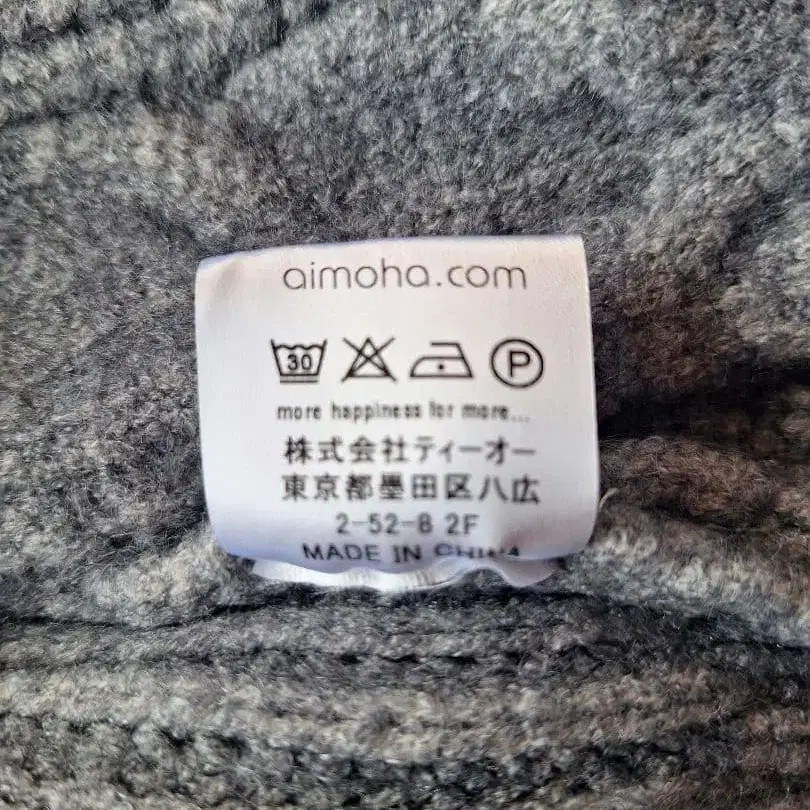 aimoha.com
30 P
more happiness for more...
株式会社ティーオー
東京都墨田区八広
2-52-8 2F
MADE IN CHINA